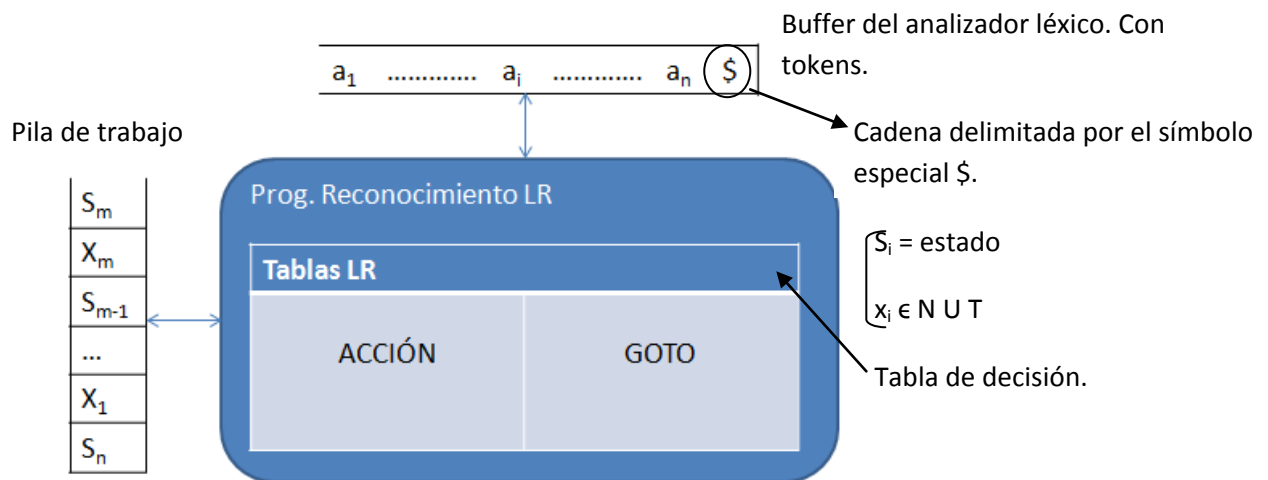 Buffer del analizador léxico. Con
tokens.
a1 ............. ai ............. an $
Pila de trabajo
Cadena delimitada por el símbolo
especial $.
Sm
Xm
Sm-1
...
X1
Sn
Prog. Reconocimiento LR
Tablas LR
ACCIÓN GOTO
Si = estado
xi є N U T
Tabla de decisión.